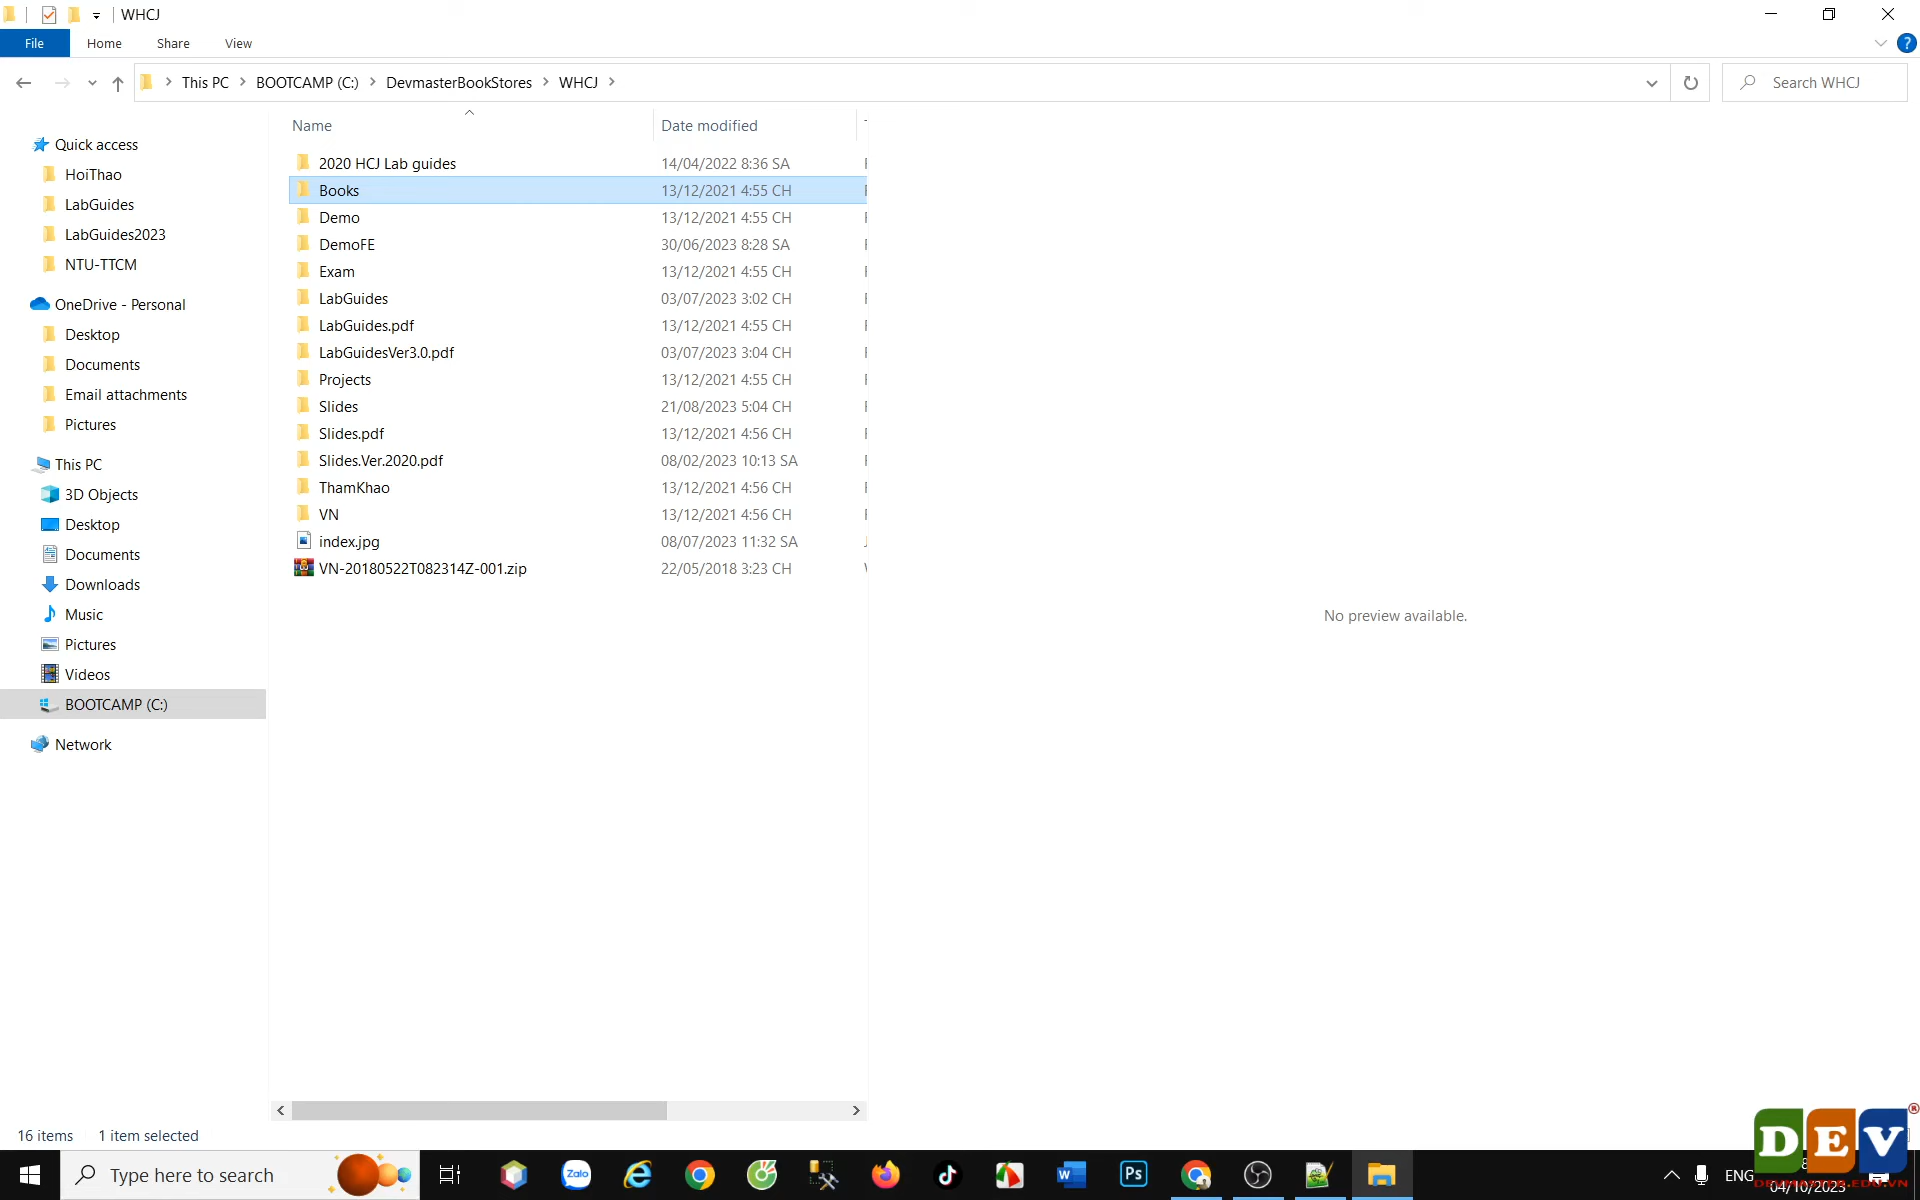 WHCJ
File Home Share View
This PC BOOTCAMP (C:) DevmasterBookStores WHCJ
Search WHCJ
Name Date modified
2020 HCJ Lab guides 14/04/2022 8:36 SA
Books 13/12/2021 4:55 CH
Demo 13/12/2021 4:55 CH
DemoFE 30/06/2023 8:28 SA
Exam 13/12/2021 4:55 CH
LabGuides 03/07/2023 3:02 CH
LabGuides.pdf 13/12/2021 4:55 CH
LabGuidesVer3.0.pdf 03/07/2023 3:04 CH
Projects 13/12/2021 4:55 CH
Slides 21/08/2023 5:04 CH
Slides.pdf 13/12/2021 4:56 CH
Slides.Ver.2020.pdf 08/02/2023 10:13 SA
ThamKhao 13/12/2021 4:56 CH
VN 13/12/2021 4:56 CH
index.jpg 08/07/2023 11:32 SA
VN-20180522T082314Z-001.zip 22/05/2018 3:23 CH
Quick access
HoiThao
LabGuides
LabGuides2023
NTU-TTCM
OneDrive - Personal
Desktop
Documents
Email attachments
Pictures
This PC
3D Objects
Desktop
Documents
Downloads
Music
Pictures
Videos
BOOTCAMP (C:)
Network
No preview available.
16 items 1 item selected
Type here to search
Zalo
W
Ps
ENG
04/10/2023
DEV
DEVMASTER.EDU.VN